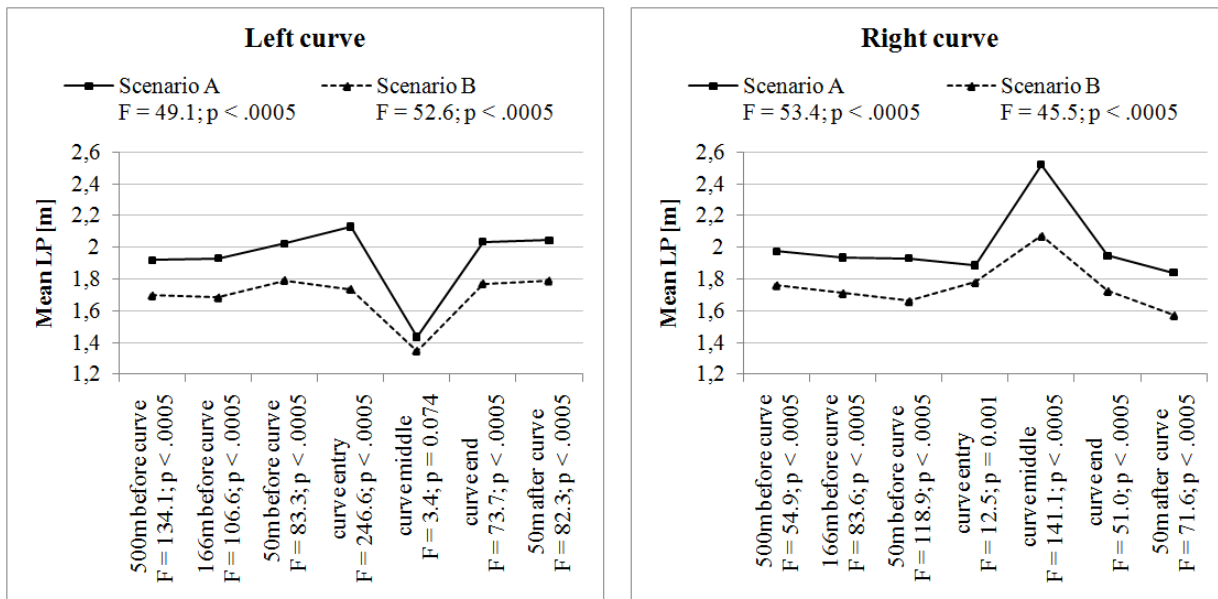 Left curve
Scenario A
F = 49.1; p < .0005
Scenario B
F = 52.6; p < .0005
Mean LP [m]
2,6
2,4
2,2
2
1,8
1,6
1,4
1,2
500m before curve
F = 134.1; p < .0005
166m before curve
F = 106.6; p < .0005
50m before curve
F = 83.3; p < .0005
curve entry
F = 246.6; p < .0005
curve middle
F = 3.4; p = 0.074
curve end
F = 73.7; p < .0005
50m after curve
F = 82.3; p < .0005
Right curve
Scenario A
F = 53.4; p < .0005
Scenario B
F = 45.5; p < .0005
Mean LP [m]
2,6
2,4
2,2
2
1,8
1,6
1,4
1,2
500m before curve
F = 54.9; p < .0005
166m before curve
F = 83.6; p < .0005
50m before curve
F = 118.9; p < .0005
curve entry
F = 12.5; p = 0.001
curve middle
F = 141.1; p < .0005
curve end
F = 51.0; p < .0005
50m after curve
F = 71.6; p < .0005